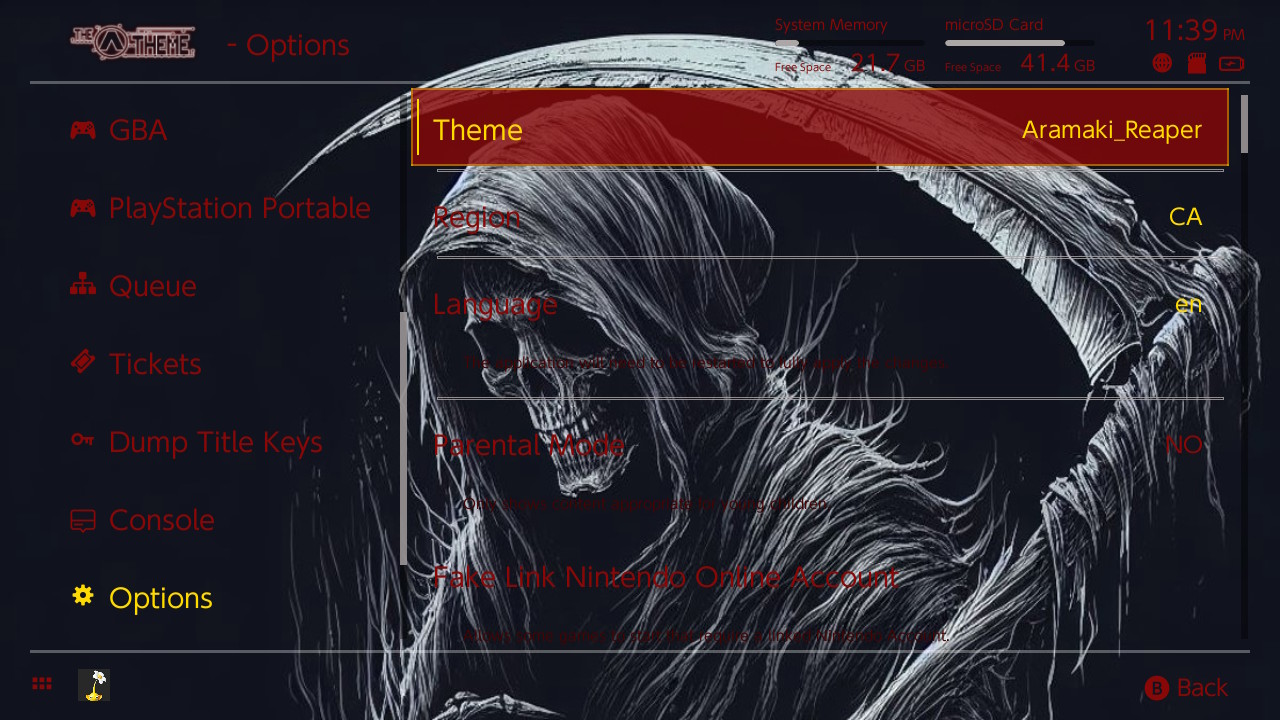 THE A-THEME.
- Options
System Memory
Free Space 21.7 GB
microSD Card
Free Space 41.4 GB
11:39 PM
GBA
PlayStation Portable
Queue
Tickets
Dump Title Keys
Console
Options
Theme Aramaki_Reaper
Region CA
Language en
The application will need to be restarted to fully apply the changes.
Parental Mode NO
Only shows content appropriate for young children.
Fake Link Nintendo Online Account
Allows some games to start that require a linked Nintendo Account.
B Back